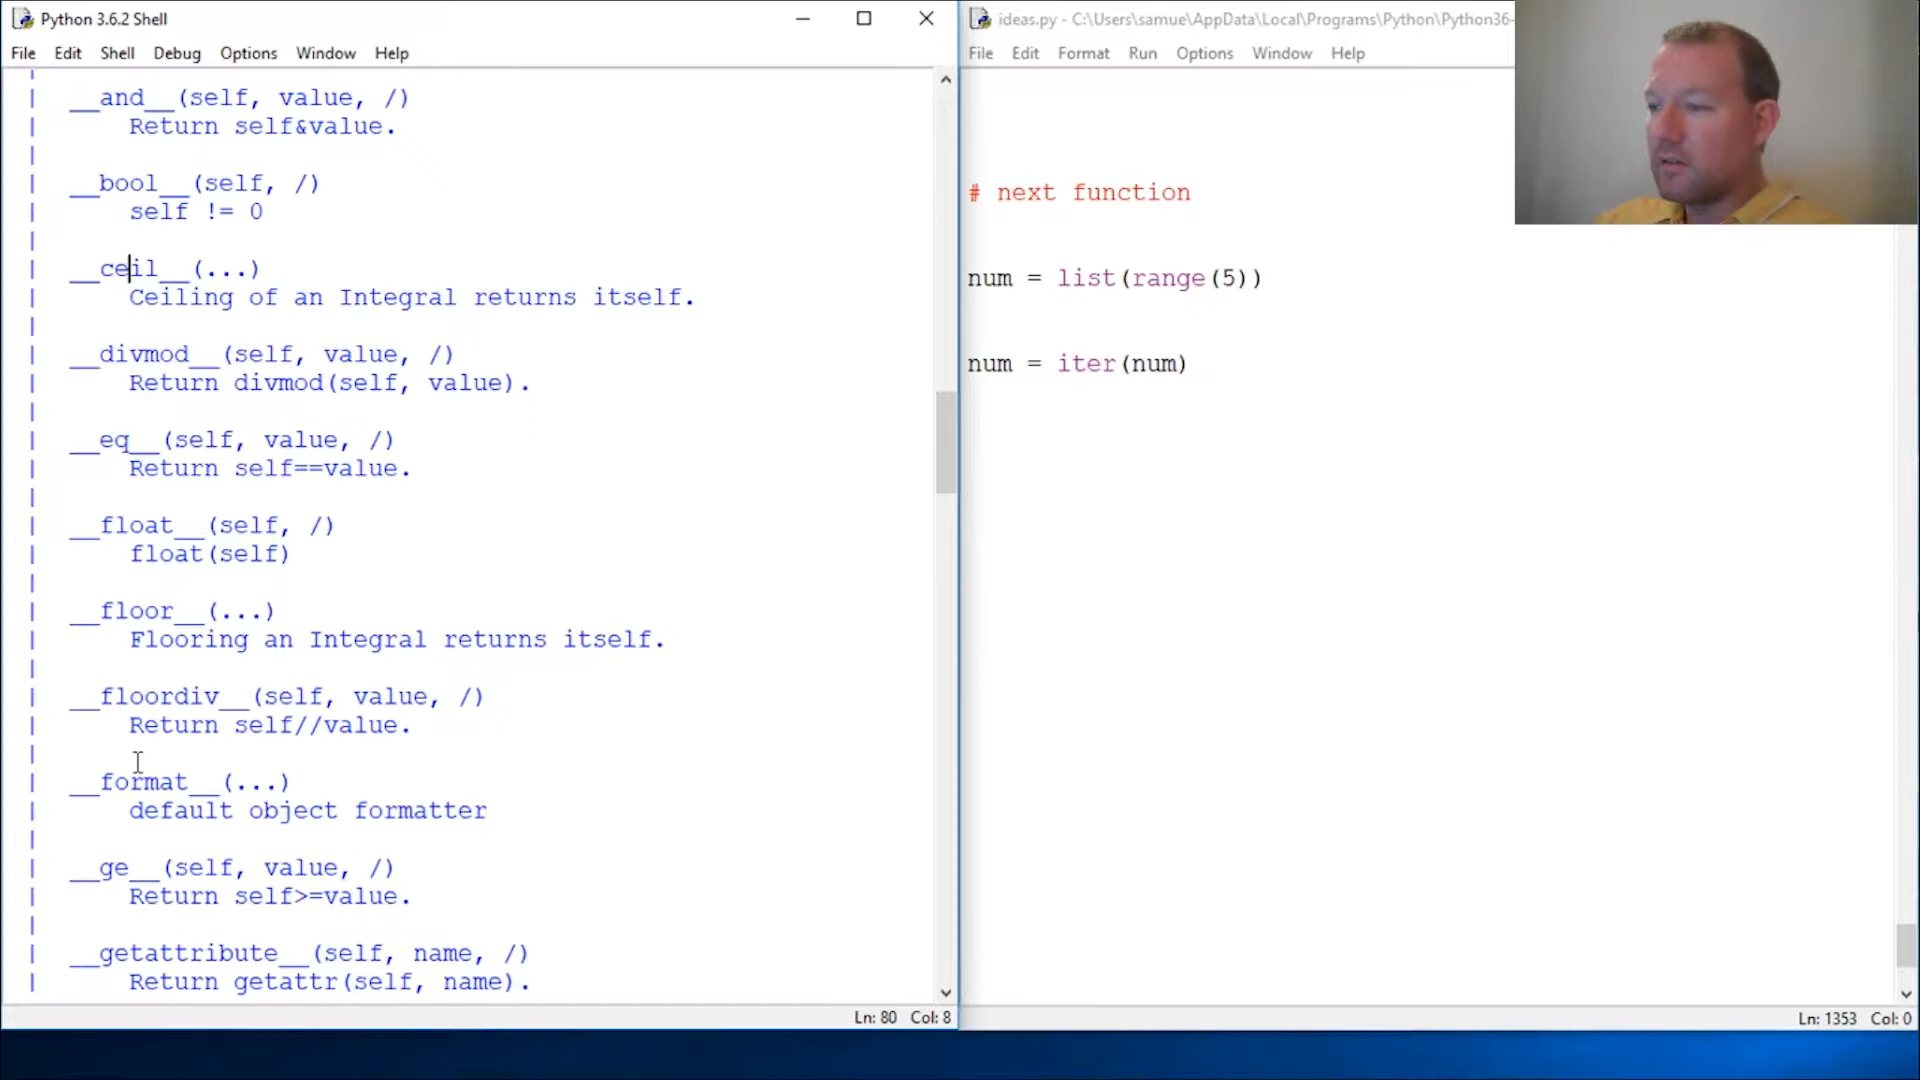 Python 3.6.2 Shell
File Edit Shell Debug Options Window Help
| __and__(self, value, /)
| Return self&value.
|
| __bool__(self, /)
| self != 0
|
| __ceil__(...)
| Ceiling of an Integral returns itself.
|
| __divmod__(self, value, /)
| Return divmod(self, value).
|
| __eq__(self, value, /)
| Return self==value.
|
| __float__(self, /)
| float(self)
|
| __floor__(...)
| Flooring an Integral returns itself.
|
| __floordiv__(self, value, /)
| Return self//value.
|
| __format__(...)
| default object formatter
|
| __ge__(self, value, /)
| Return self>=value.
|
| __getattribute__(self, name, /)
| Return getattr(self, name).
Ln: 80 Col: 8
ideas.py - C:\Users\samue\AppData\Local\Programs\Python\Python36-
File Edit Format Run Options Window Help
# next function
num = list(range(5))
num = iter(num)
Ln: 1353 Col: 0